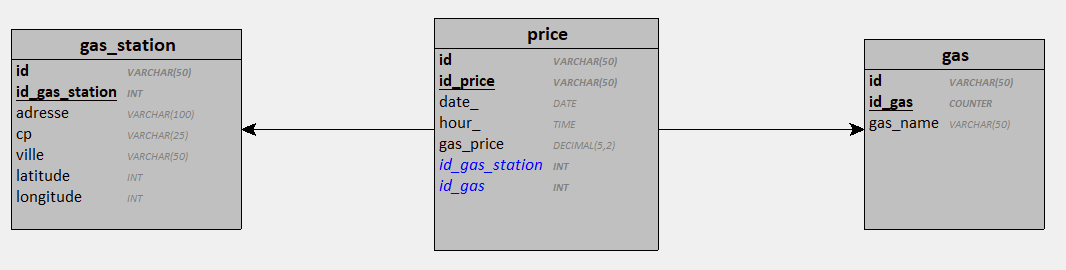 gas_station
id VARCHAR(50)
id_gas_station INT
adresse VARCHAR(100)
cp VARCHAR(25)
ville VARCHAR(50)
latitude INT
longitude INT
price
id VARCHAR(50)
id_price VARCHAR(50)
date_ DATE
hour_ TIME
gas_price DECIMAL(5,2)
id_gas_station INT
id_gas INT
gas
id VARCHAR(50)
id_gas COUNTER
gas_name VARCHAR(50)